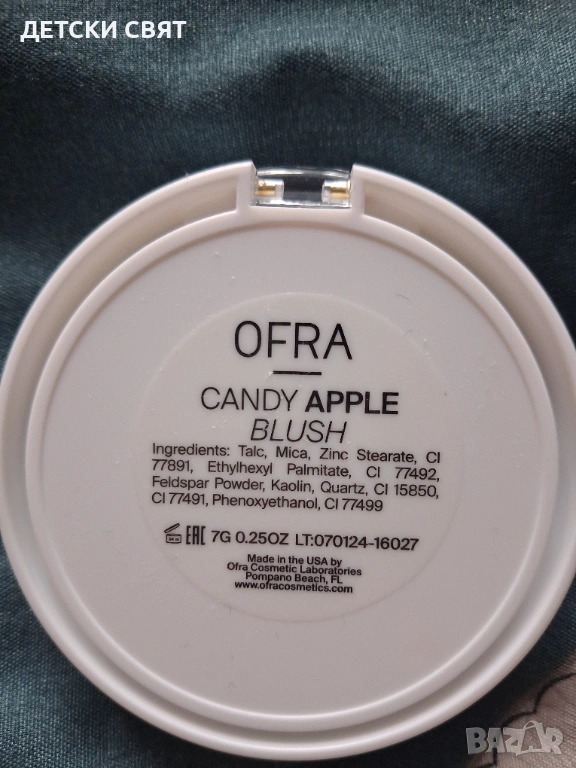 ДЕТСКИ СВЯТ
OFRA
CANDY APPLE
BLUSH
Ingredients: Talc, Mica, Zinc Stearate, CI
77891, Ethylhexyl Palmitate, CI 77492,
Feldspar Powder, Kaolin, Quartz, CI 15850,
CI 77491, Phenoxyethanol, CI 77499
EAC 7G 0.25OZ LT:070124-16027
Made in the USA by
Ofra Cosmetic Laboratories
Pompano Beach, FL
www.ofracosmetics.com
BAZAR